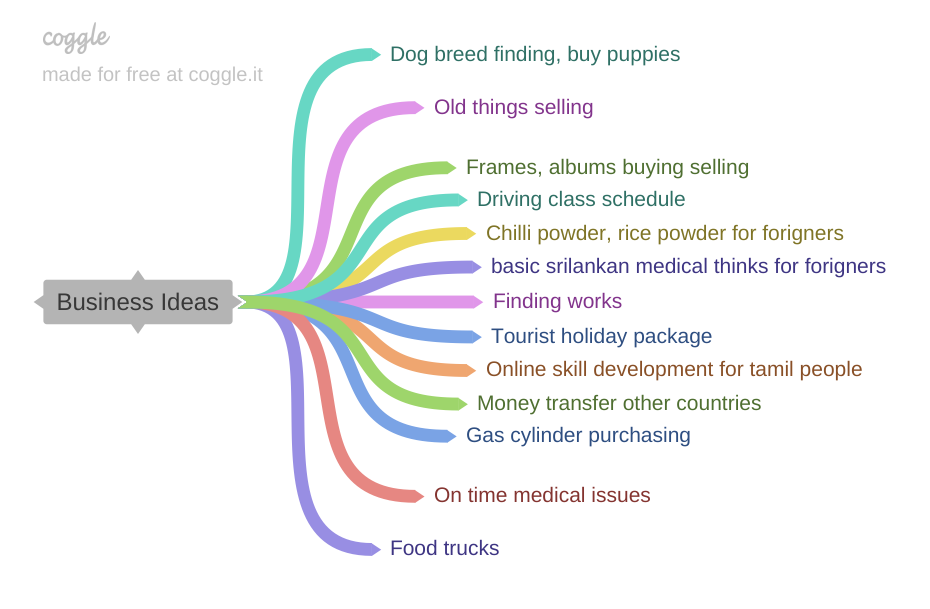 coggle
made for free at coggle.it
Business Ideas
Dog breed finding, buy puppies
Old things selling
Frames, albums buying selling
Driving class schedule
Chilli powder, rice powder for forigners
basic srilankan medical thinks for forigners
Finding works
Tourist holiday package
Online skill development for tamil people
Money transfer other countries
Gas cylinder purchasing
On time medical issues
Food trucks